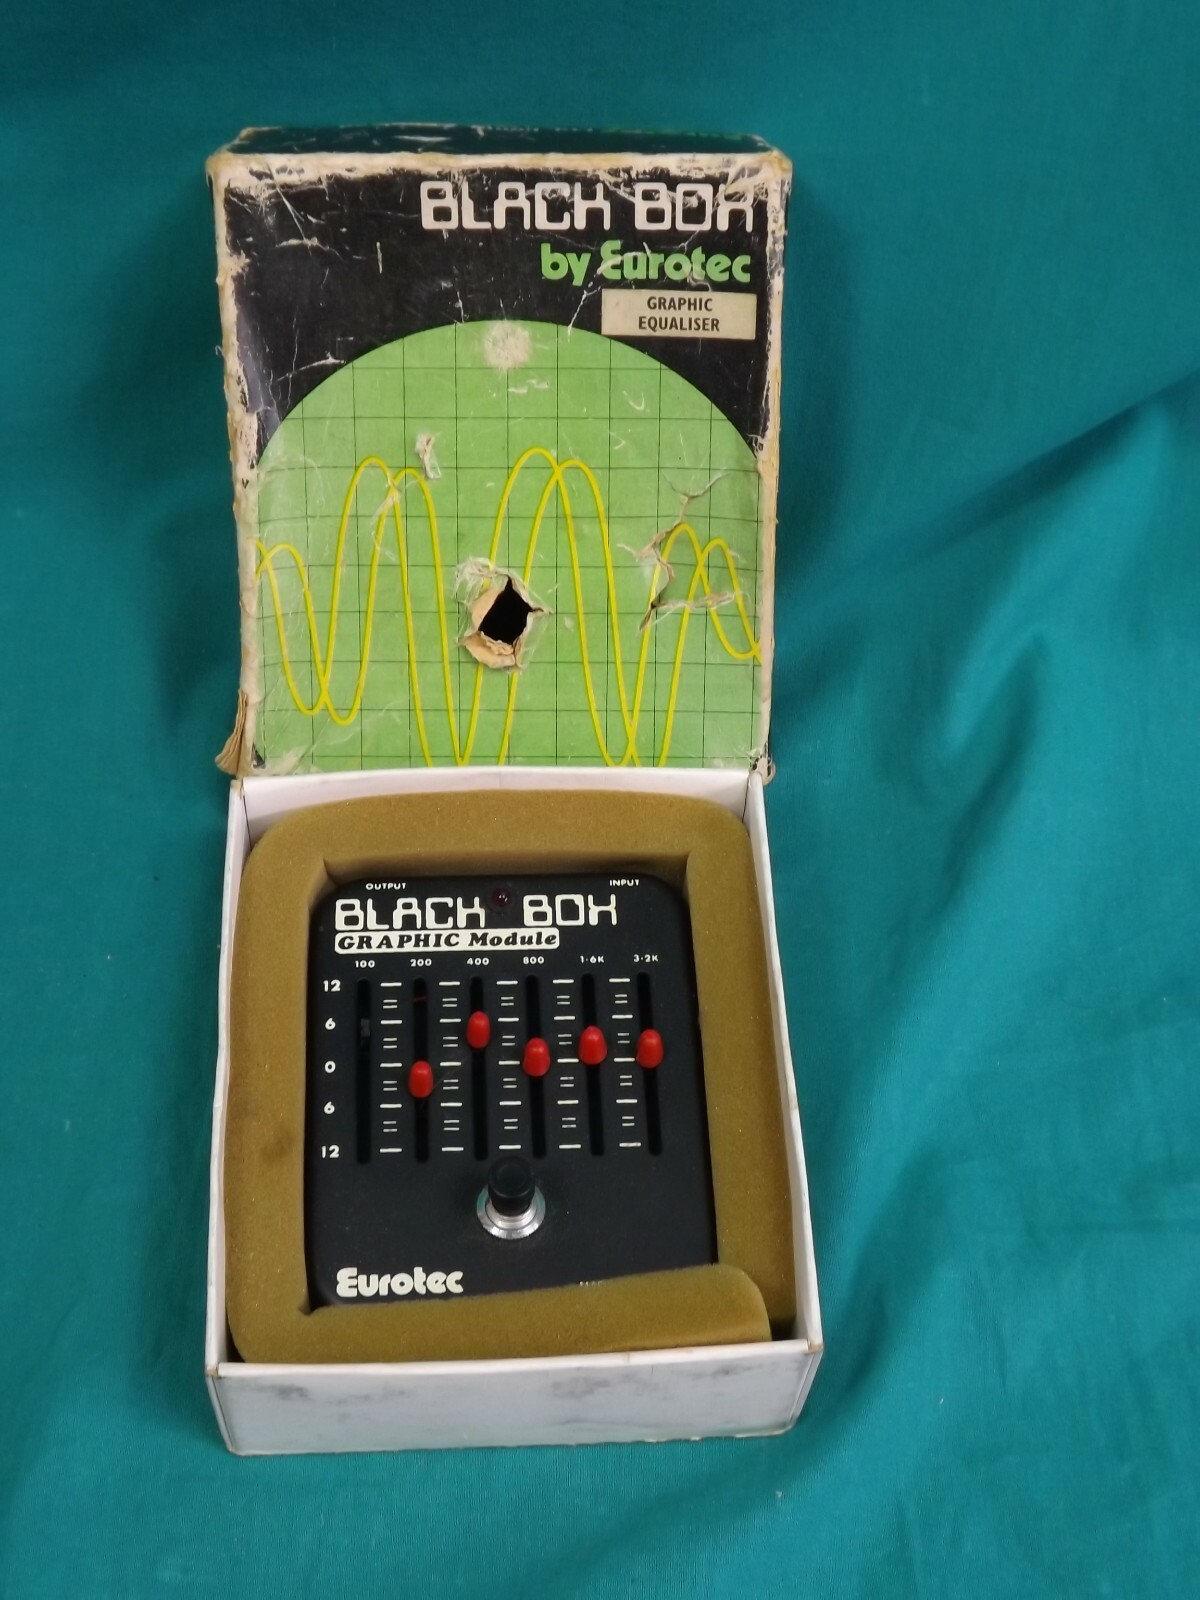 BLACK BOX
by Eurotec
GRAPHIC
EQUALISER
OUTPUT INPUT
BLACK BOX
GRAPHIC Module
100 200 400 800 1·6K 3·2K
12
6
0
6
12
Eurotec